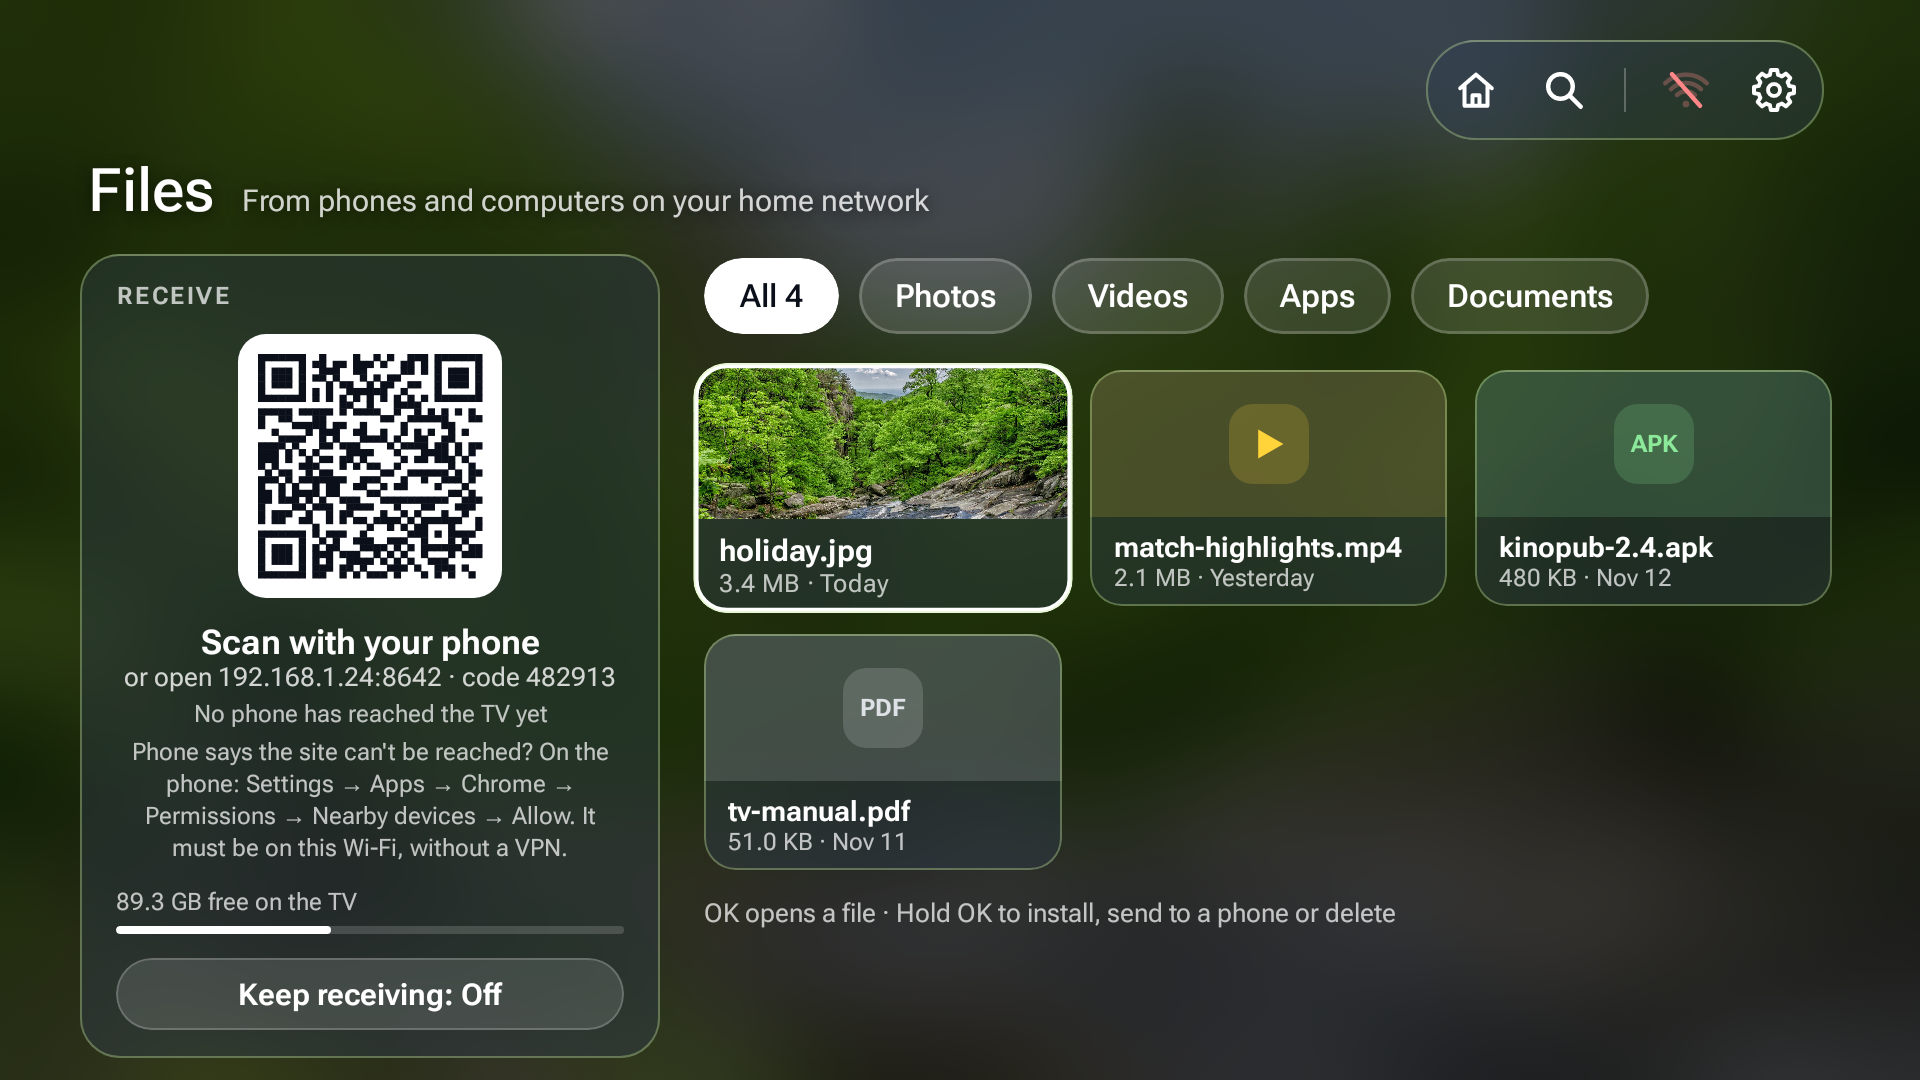 Files
From phones and computers on your home network
RECEIVE
Scan with your phone
or open 192.168.1.24:8642 · code 482913
No phone has reached the TV yet
Phone says the site can't be reached? On the
phone: Settings → Apps → Chrome →
Permissions → Nearby devices → Allow. It
must be on this Wi-Fi, without a VPN.
89.3 GB free on the TV
Keep receiving: Off
All 4
Photos
Videos
Apps
Documents
holiday.jpg
3.4 MB · Today
match-highlights.mp4
2.1 MB · Yesterday
APK
kinopub-2.4.apk
480 KB · Nov 12
PDF
tv-manual.pdf
51.0 KB · Nov 11
OK opens a file · Hold OK to install, send to a phone or delete